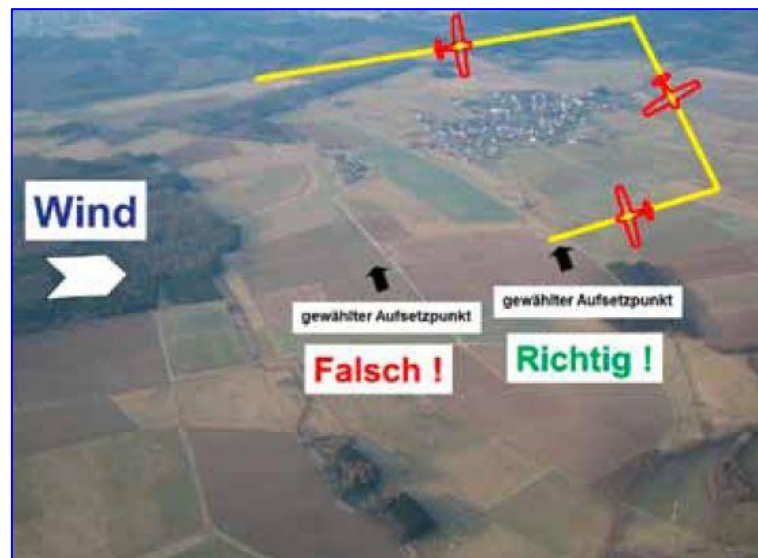 Wind
gewählter Aufsetzpunkt
Falsch !
gewählter Aufsetzpunkt
Richtig !